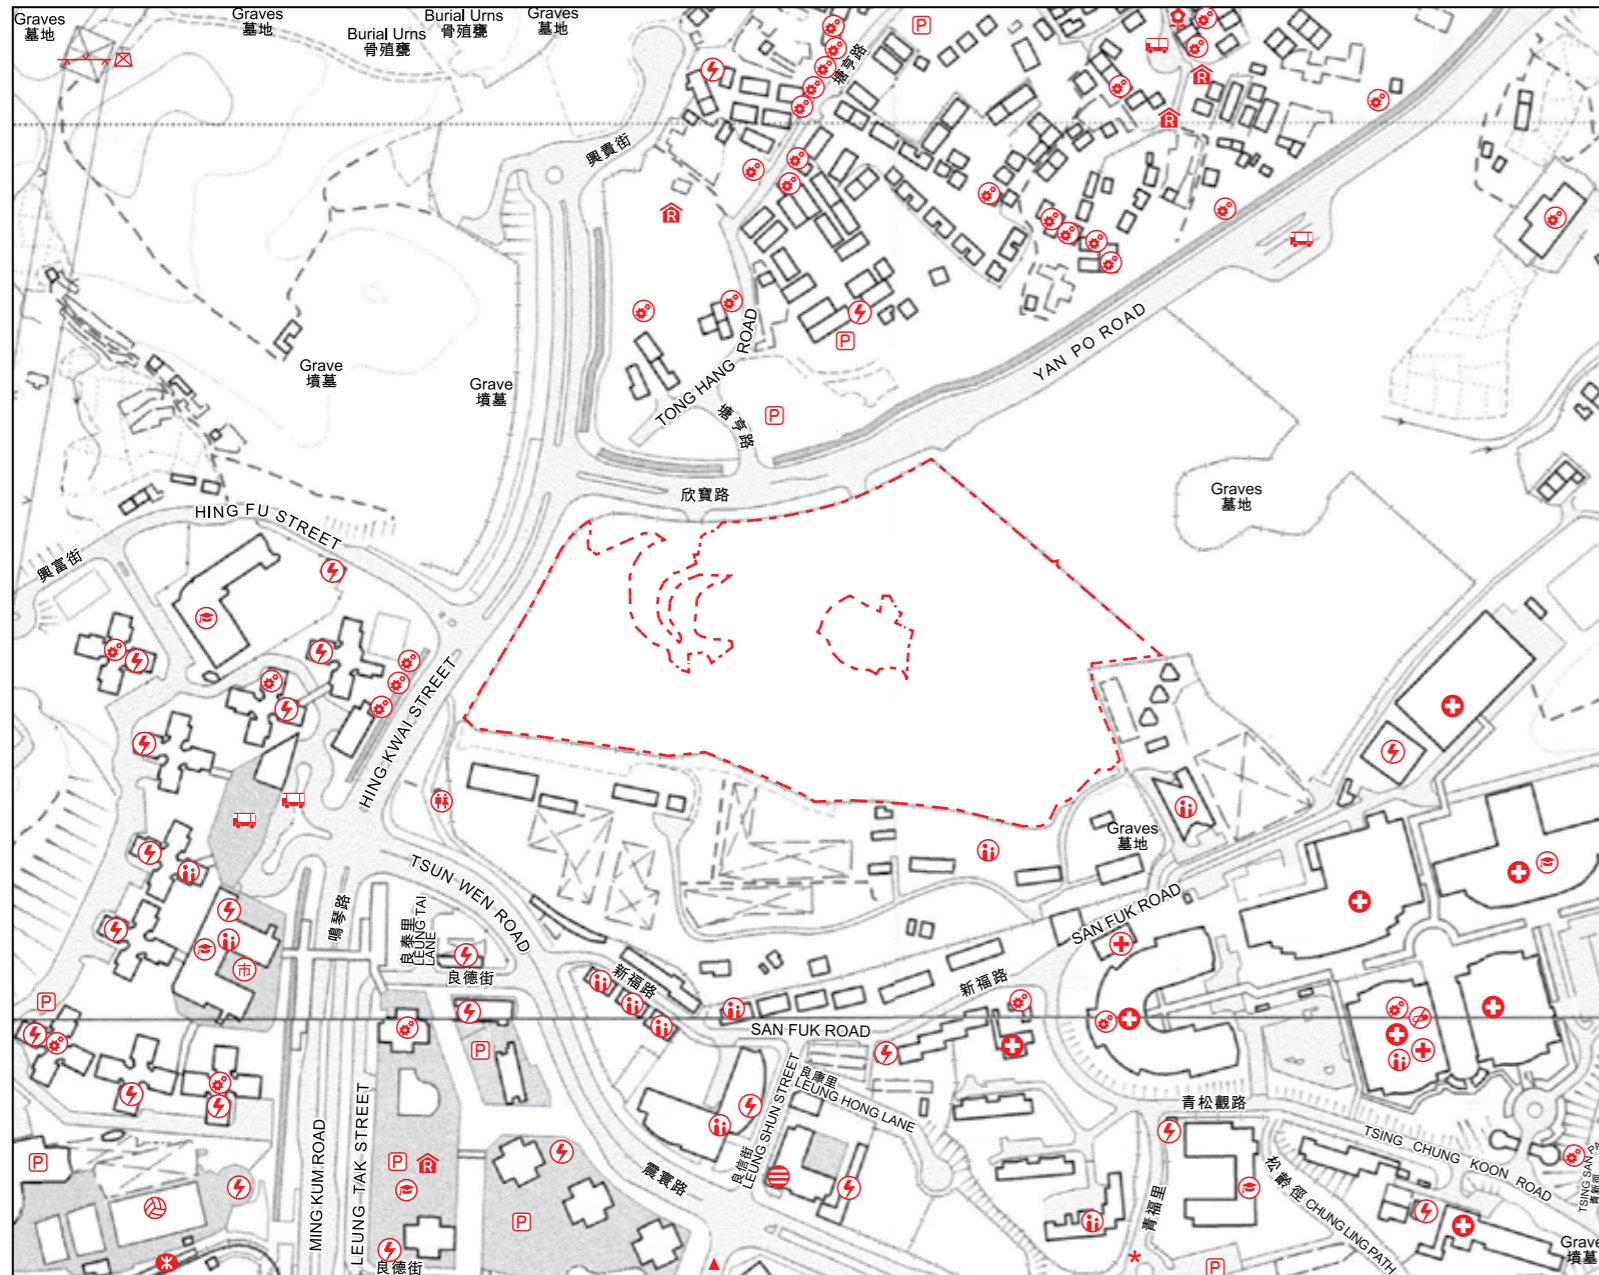 Graves
墓地
Graves
墓地
Burial Urns
骨殖甕
Burial Urns
骨殖甕
Graves
墓地
塘亨路
P
R
R
興貴街
R
Grave
墳墓
Grave
墳墓
TONG HANG ROAD
塘亨路
P
P
YAN PO ROAD
欣寶路
Graves
墓地
HING FU STREET
興富街
HING KWAI STREET
Graves
墓地
TSUN WEN ROAD
鳴琴路
良泰里
LEUNG TAI
LANE
良德街
市
P
新福路
SAN FUK ROAD
新福路
SAN FUK ROAD
P
良康里
LEUNG HONG LANE
良信街
LEUNG SHUN STREET
青松觀路
TSING CHUNG KOON ROAD
MING KUM ROAD
LEUNG TAK STREET
P
P
R
P
震寰路
青福里
松齡徑 CHUNG LING PATH
TSING SAN PA
Grave
墳墓
良德街
P